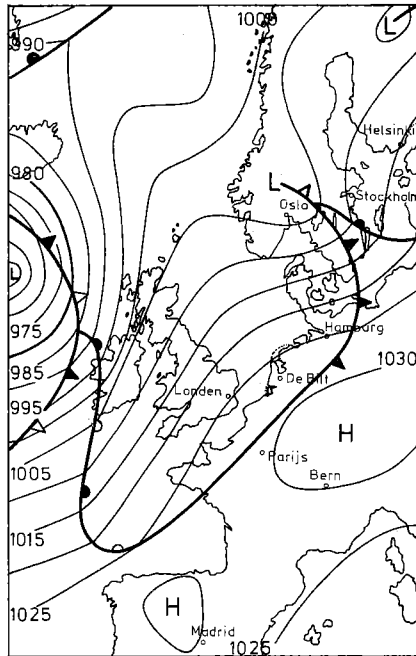 1000
990
L
Helsinki
980
L
Stockholm
Oslo
L
975
Hamburg
985
1030
De Bilt
995
Londen
H
1005
Parijs
Bern
1015
1025
H
Madrid
1025